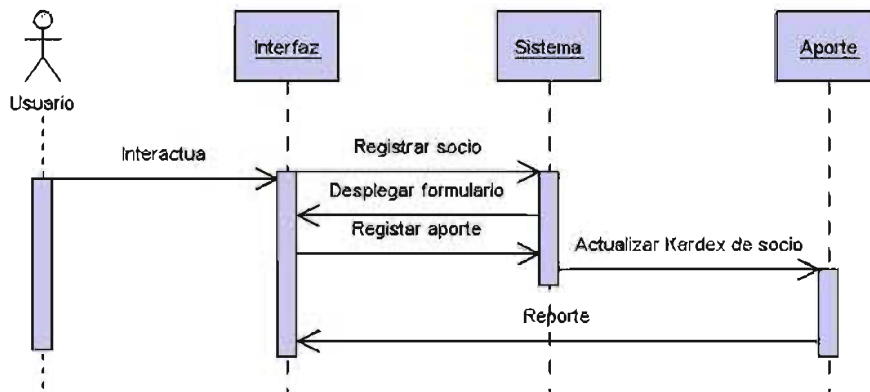 Interfaz
Sistema
Aporte
Usuario
Interactua
Registrar socio
Desplegar formulario
Registar aporte
Actualizar Kardex de socio
Reporte